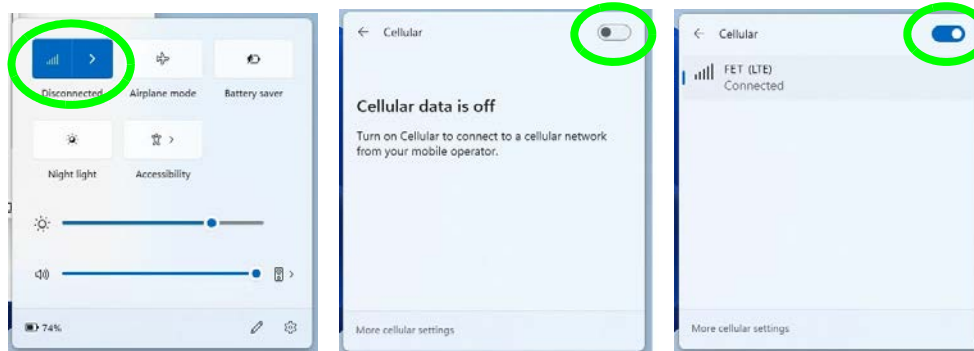 Disconnected
Airplane mode
Battery saver
Night light
Accessibility
74%
Cellular
Cellular data is off
Turn on Cellular to connect to a cellular network
from your mobile operator.
More cellular settings
Cellular
FET (LTE)
Connected
More cellular settings